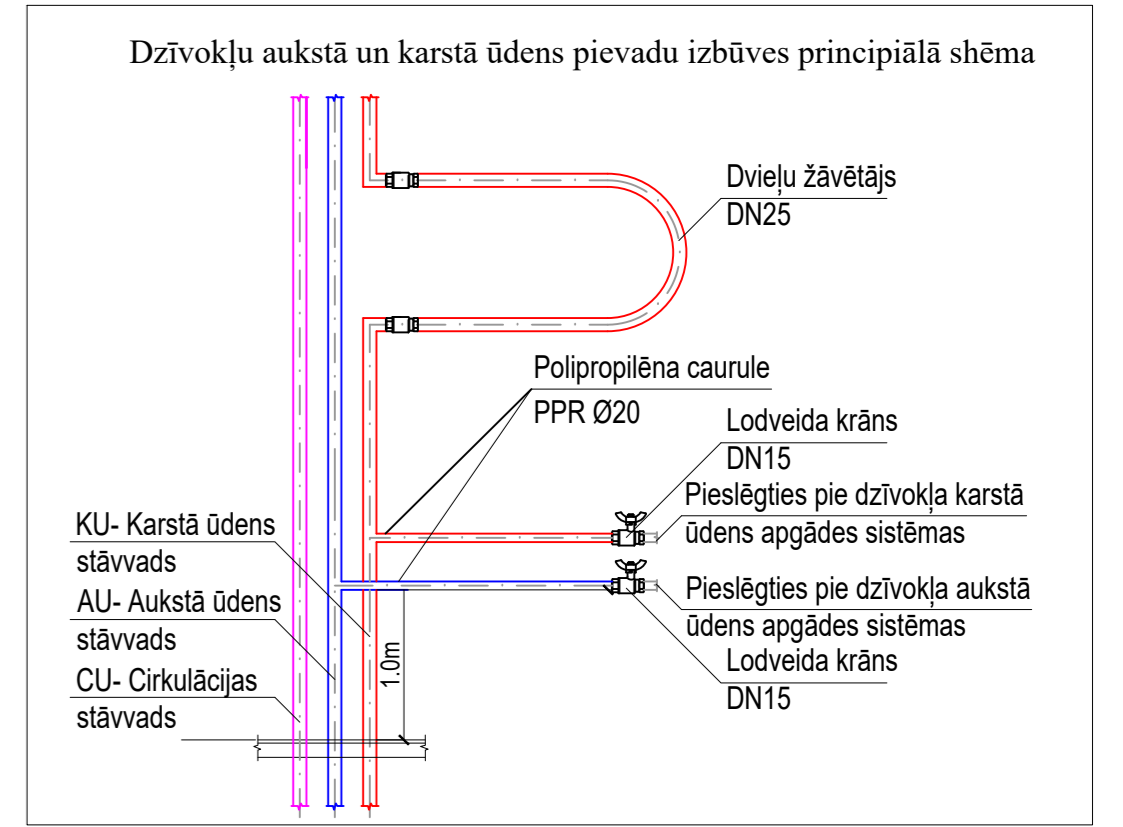 Dzīvokļu aukstā un karstā ūdens pievadu izbūves principiālā shēma
Dvieļu žāvētājs
DN25
Polipropilēna caurule
PPR Ø20
Lodveida krāns
DN15
Pieslēgties pie dzīvokļa karstā
ūdens apgādes sistēmas
KU- Karstā ūdens
stāvvads
AU- Aukstā ūdens
stāvvads
CU- Cirkulācijas
stāvvads
1.0m
Pieslēgties pie dzīvokļa aukstā
ūdens apgādes sistēmas
Lodveida krāns
DN15